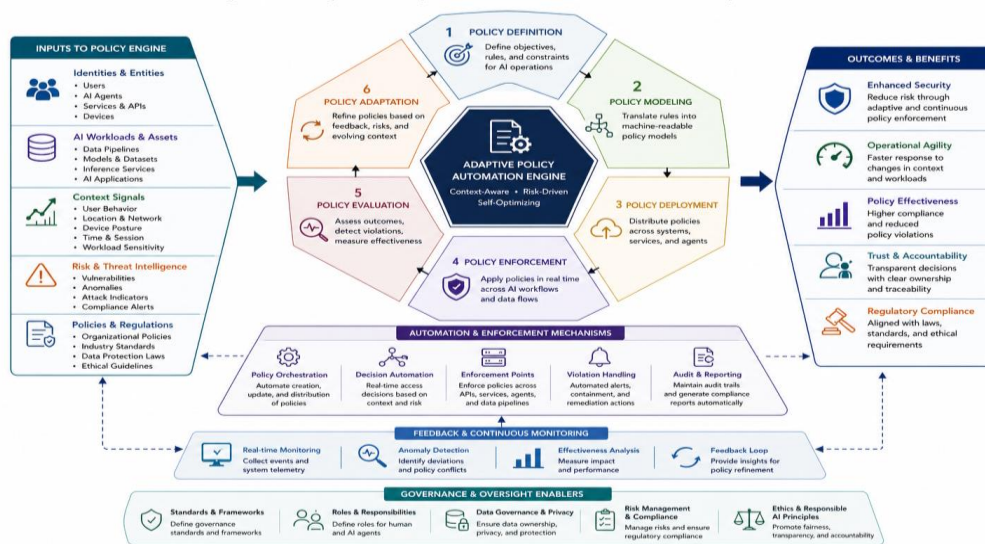 INPUTS TO POLICY ENGINE
Identities & Entities
• Users
• AI Agents
• Services & APIs
• Devices
AI Workloads & Assets
• Data Pipelines
• Models & Datasets
• Inference Services
• AI Applications
Context Signals
• User Behavior
• Location & Network
• Device Posture
• Time & Session
• Workload Sensitivity
Risk & Threat Intelligence
• Vulnerabilities
• Anomalies
• Attack Indicators
• Compliance Alerts
Policies & Regulations
• Organizational Policies
• Industry Standards
• Data Protection Laws
• Ethical Guidelines
1 POLICY DEFINITION
Define objectives,
rules, and constraints
for AI operations
2
POLICY MODELING
Translate rules into
machine-readable
policy models
3 POLICY DEPLOYMENT
Distribute policies
across systems,
services, and agents
4 POLICY ENFORCEMENT
Apply policies in real time
across AI workflows
and data flows
5
POLICY EVALUATION
Assess outcomes,
detect violations,
measure effectiveness
6
POLICY ADAPTATION
Refine policies based on
feedback, risks, and
evolving context
ADAPTIVE POLICY
AUTOMATION ENGINE
Context-Aware • Risk-Driven
Self-Optimizing
OUTCOMES & BENEFITS
Enhanced Security
Reduce risk through
adaptive and continuous
policy enforcement
Operational Agility
Faster response to
changes in context
and workloads
Policy Effectiveness
Higher compliance
and reduced
policy violations
Trust & Accountability
Transparent decisions
with clear ownership
and traceability
Regulatory Compliance
Aligned with laws,
standards, and ethical
requirements
AUTOMATION & ENFORCEMENT MECHANISMS
Policy Orchestration
Automate creation,
update, and distribution
of policies
Decision Automation
Real-time access
decisions based on
context and risk
Enforcement Points
Enforce policies across
APIs, services, agents,
and data pipelines
Violation Handling
Automated alerts,
containment, and
remediation actions
Audit & Reporting
Maintain audit trails
and generate compliance
reports automatically
FEEDBACK & CONTINUOUS MONITORING
Real-time Monitoring
Collect events and
system telemetry
Anomaly Detection
Identify deviations
and policy conflicts
Effectiveness Analysis
Measure impact
and performance
Feedback Loop
Provide insights for
policy refinement
GOVERNANCE & OVERSIGHT ENABLERS
Standards & Frameworks
Define governance
standards and frameworks
Roles & Responsibilities
Define roles for human
and AI agents
Data Governance & Privacy
Ensure data ownership,
privacy, and protection
Risk Management
& Compliance
Manage risks and ensure
regulatory compliance
Ethics & Responsible
AI Principles
Promote fairness,
transparency, and accountability